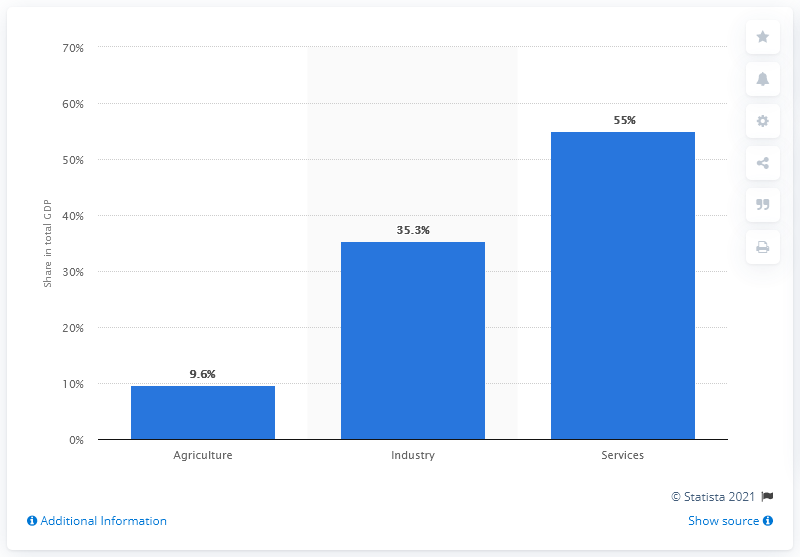 70%
60%
50%
40%
30%
20%
10%
0%
Share in total GDP
9.6%
35.3%
55%
Agriculture
Industry
Services
© Statista 2021
Additional Information
Show source